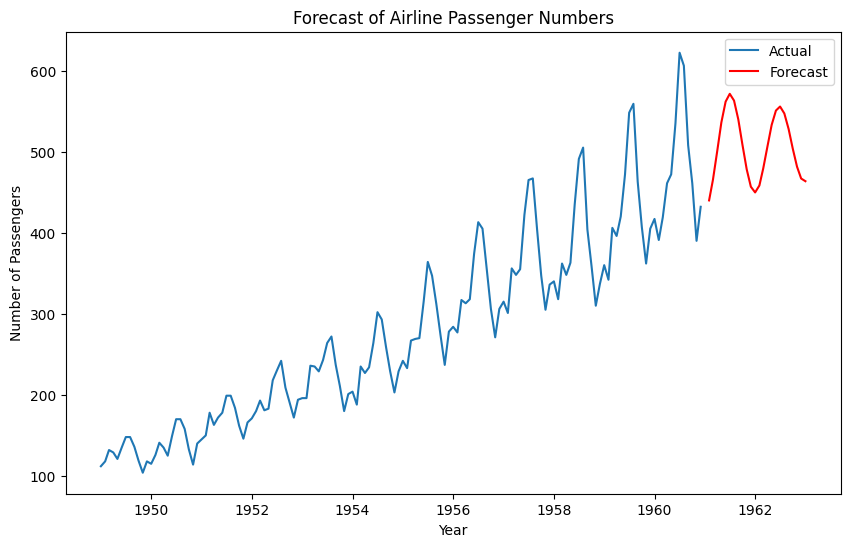 Forecast of Airline Passenger Numbers
Actual
Forecast
600
500
400
300
200
100
Number of Passengers
1950 1952 1954 1956 1958 1960 1962
Year